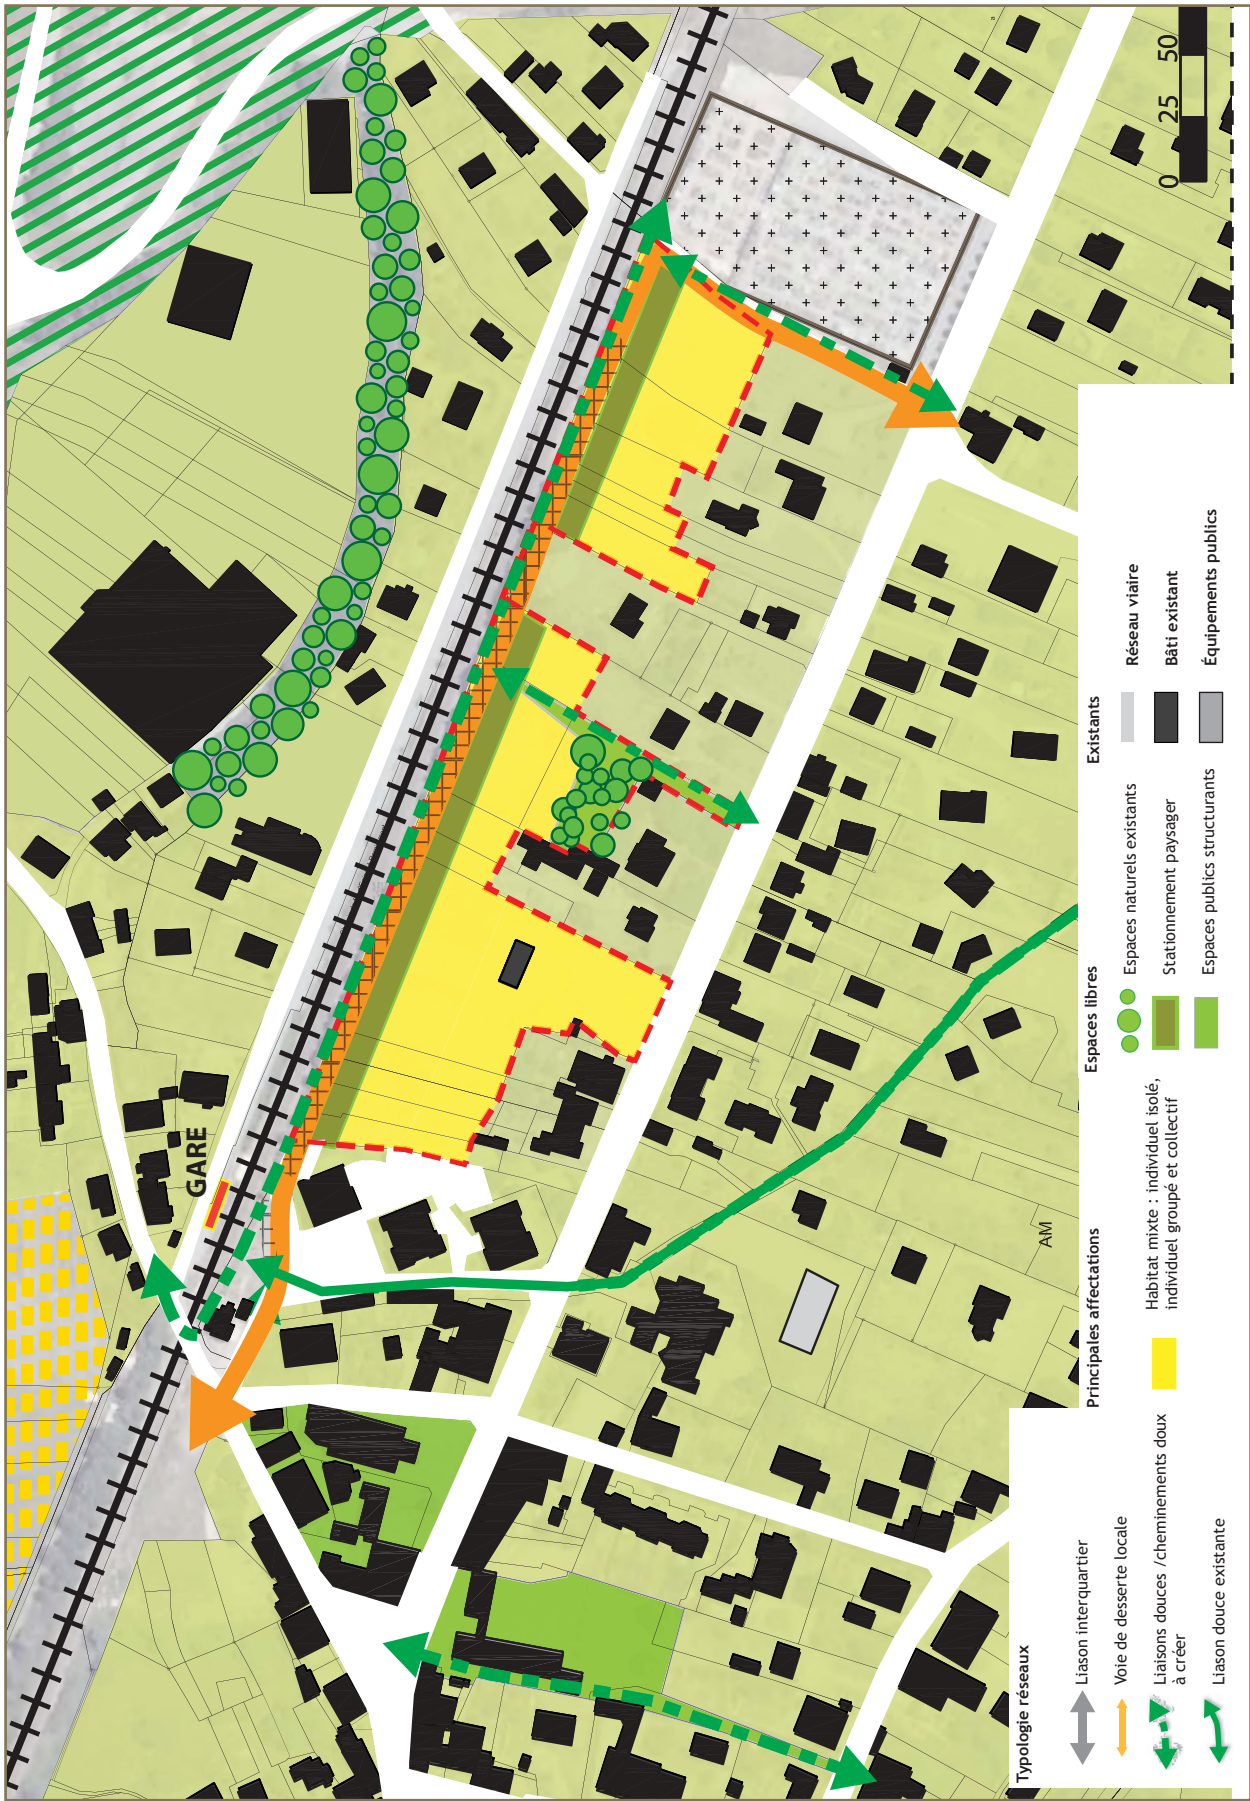 GARE
0 25 50
AM
Typologie réseaux
Liason interquartier
Voie de desserte locale
Liaisons douces /cheminements doux
à créer
Liason douce existante
Principales affectations
Habitat mixte : individuel isolé,
individuel groupé et collectif
Espaces libres
Espaces naturels existants
Stationnement paysager
Espaces publics structurants
Existants
Réseau viaire
Bâti existant
Équipements publics